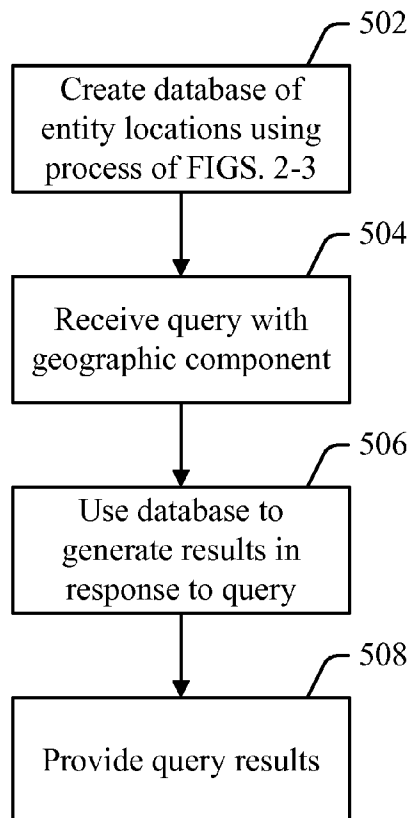 502
Create database of
entity locations using
process of FIGS. 2-3
504
Receive query with
geographic component
506
Use database to
generate results in
response to query
508
Provide query results